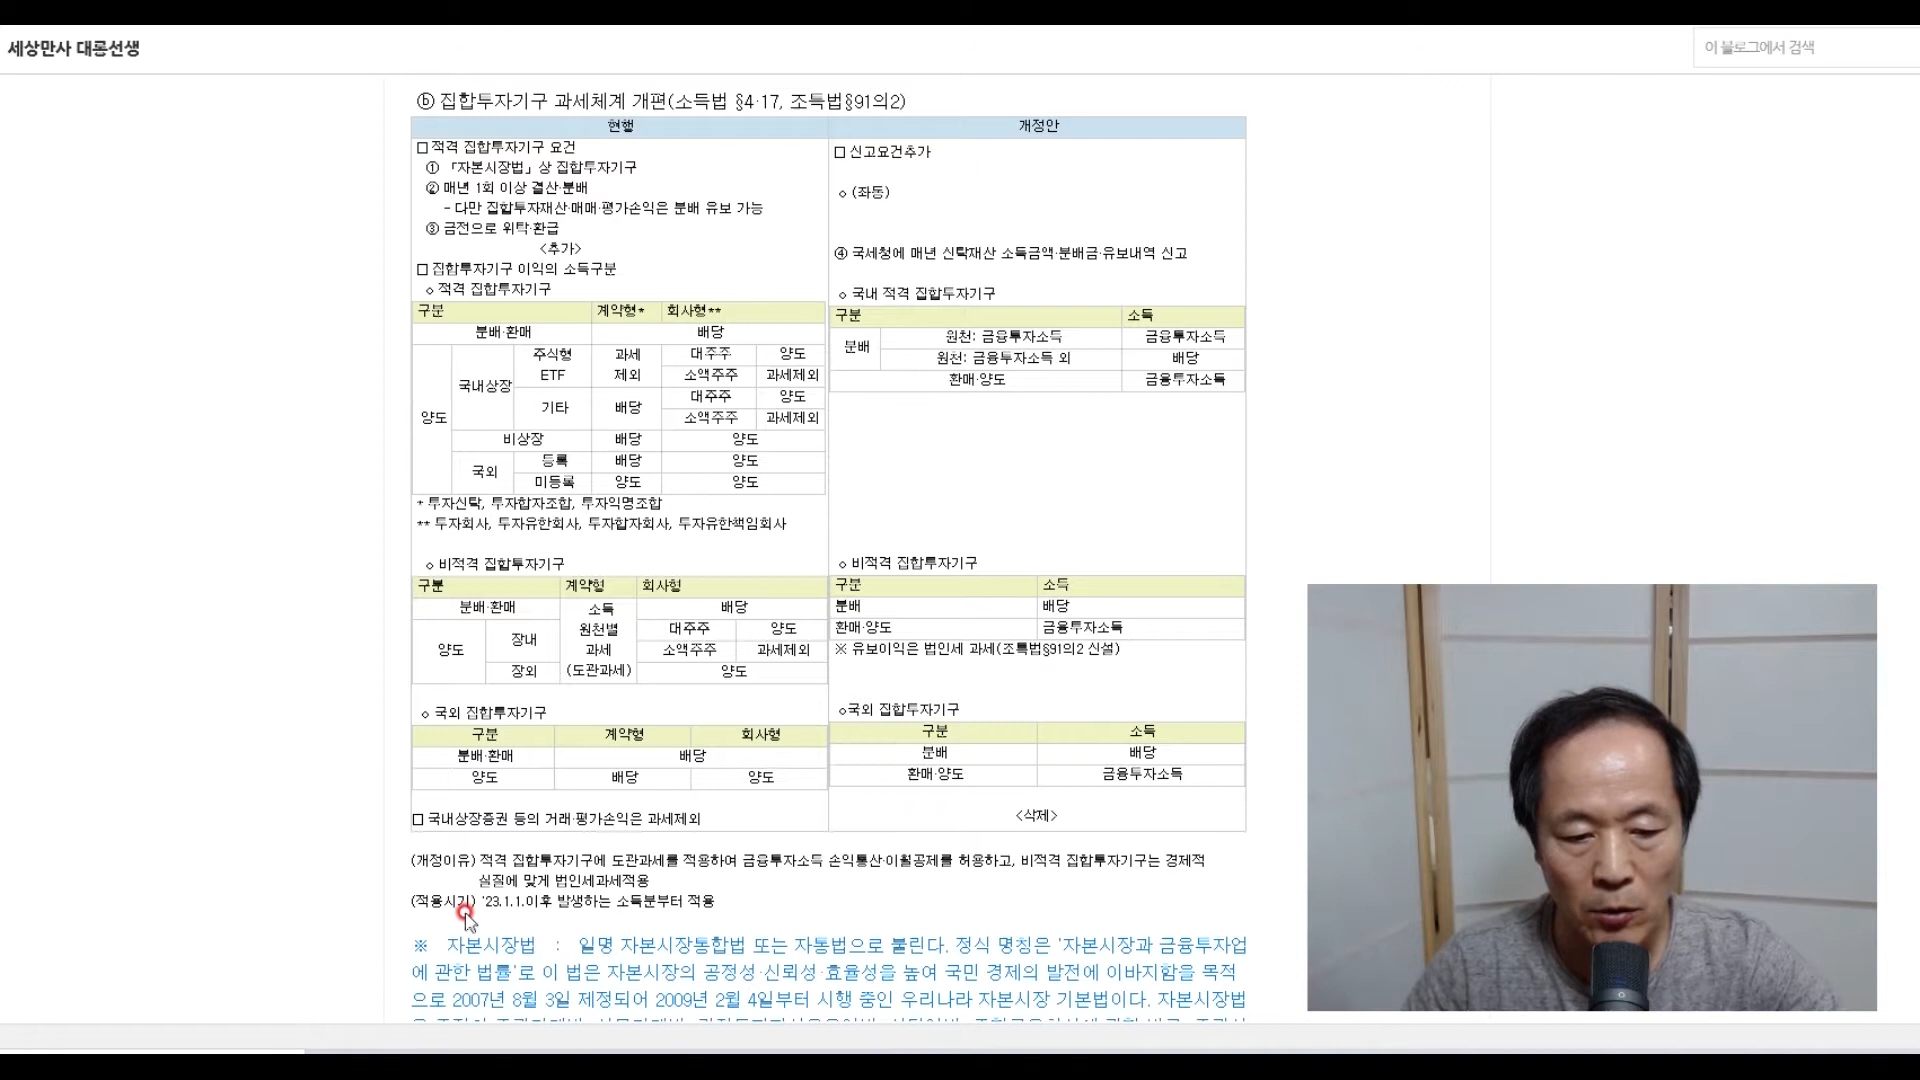 세상만사 대롱선생
이 블로그에서 검색
ⓑ 집합투자기구 과세체계 개편(소득법 §4·17, 조득법§91의2)
현행
개정안
□ 적격 집합투자기구 요건
① 「자본시장법」상 집합투자기구
② 매년 1회 이상 결산·분배
- 다만 집합투자재산·매매·평가손익은 분배 유보 가능
③ 금전으로 위탁·환급
<추가>
□ 집합투자기구 이익의 소득구분
◇ 적격 집합투자기구
구분 계약형* 회사형**
분배·환매 배당
양도 국내상장 주식형 ETF 과세 제외 대주주 양도
소액주주 과세제외
기타 배당 대주주 양도
소액주주 과세제외
비상장 배당 양도
국외 등록 배당 양도
미등록 양도 양도
* 투자신탁, 투자합자조합, 투자익명조합
** 투자회사, 투자유한회사, 투자합자회사, 투자유한책임회사
◇ 비적격 집합투자기구
구분 계약형 회사형
분배·환매 소득 원천별 과세 (도관과세) 배당
양도 장내 대주주 양도
소액주주 과세제외
장외 양도
◇ 국외 집합투자기구
구분 계약형 회사형
분배·환매 배당
양도 배당 양도
□ 국내상장증권 등의 거래·평가손익은 과세제외
□ 신고요건추가
◇ (좌동)
④ 국세청에 매년 신탁재산 소득금액·분배금·유보내역 신고
◇ 국내 적격 집합투자기구
구분 소득
분배 원천: 금융투자소득 금융투자소득
원천: 금융투자소득 외 배당
환매·양도 금융투자소득
◇ 비적격 집합투자기구
구분 소득
분배 배당
환매·양도 금융투자소득
※ 유보이익은 법인세 과세(조특법§91의2 신설)
◇국외 집합투자기구
구분 소득
분배 배당
환매·양도 금융투자소득
<삭제>
(개정이유) 적격 집합투자기구에 도관과세를 적용하여 금융투자소득 손익통산·이월공제를 허용하고, 비적격 집합투자기구는 경제적
실질에 맞게 법인세과세적용
(적용시기) '23.1.1.이후 발생하는 소득분부터 적용
※ 자본시장법 : 일명 자본시장통합법 또는 자통법으로 불린다. 정식 명칭은 '자본시장과 금융투자업
에 관한 법률'로 이 법은 자본시장의 공정성·신뢰성·효율성을 높여 국민 경제의 발전에 이바지함을 목적
으로 2007년 8월 3일 제정되어 2009년 2월 4일부터 시행 중인 우리나라 자본시장 기본법이다. 자본시장법